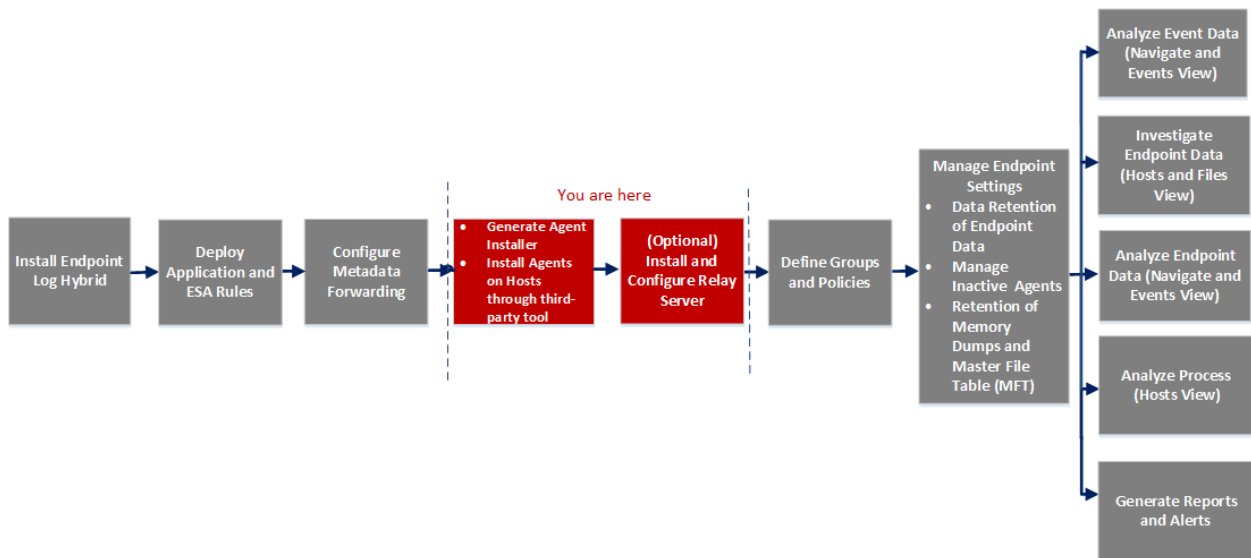 You are here
Install Endpoint
Log Hybrid
Deploy
Application and
ESA Rules
Configure
Metadata
Forwarding
• Generate Agent
Installer
• Install Agents
on Hosts
through third-
party tool
(Optional)
Install and
Configure Relay
Server
Define Groups
and Policies
Manage Endpoint
Settings
• Data Retention
of Endpoint
Data
• Manage
Inactive Agents
• Retention of
Memory
Dumps and
Master File
Table (MFT)
Analyze Event Data
(Navigate and
Events View)
Investigate
Endpoint Data
(Hosts and Files
View)
Analyze Endpoint
Data (Navigate and
Events View)
Analyze Process
(Hosts View)
Generate Reports
and Alerts